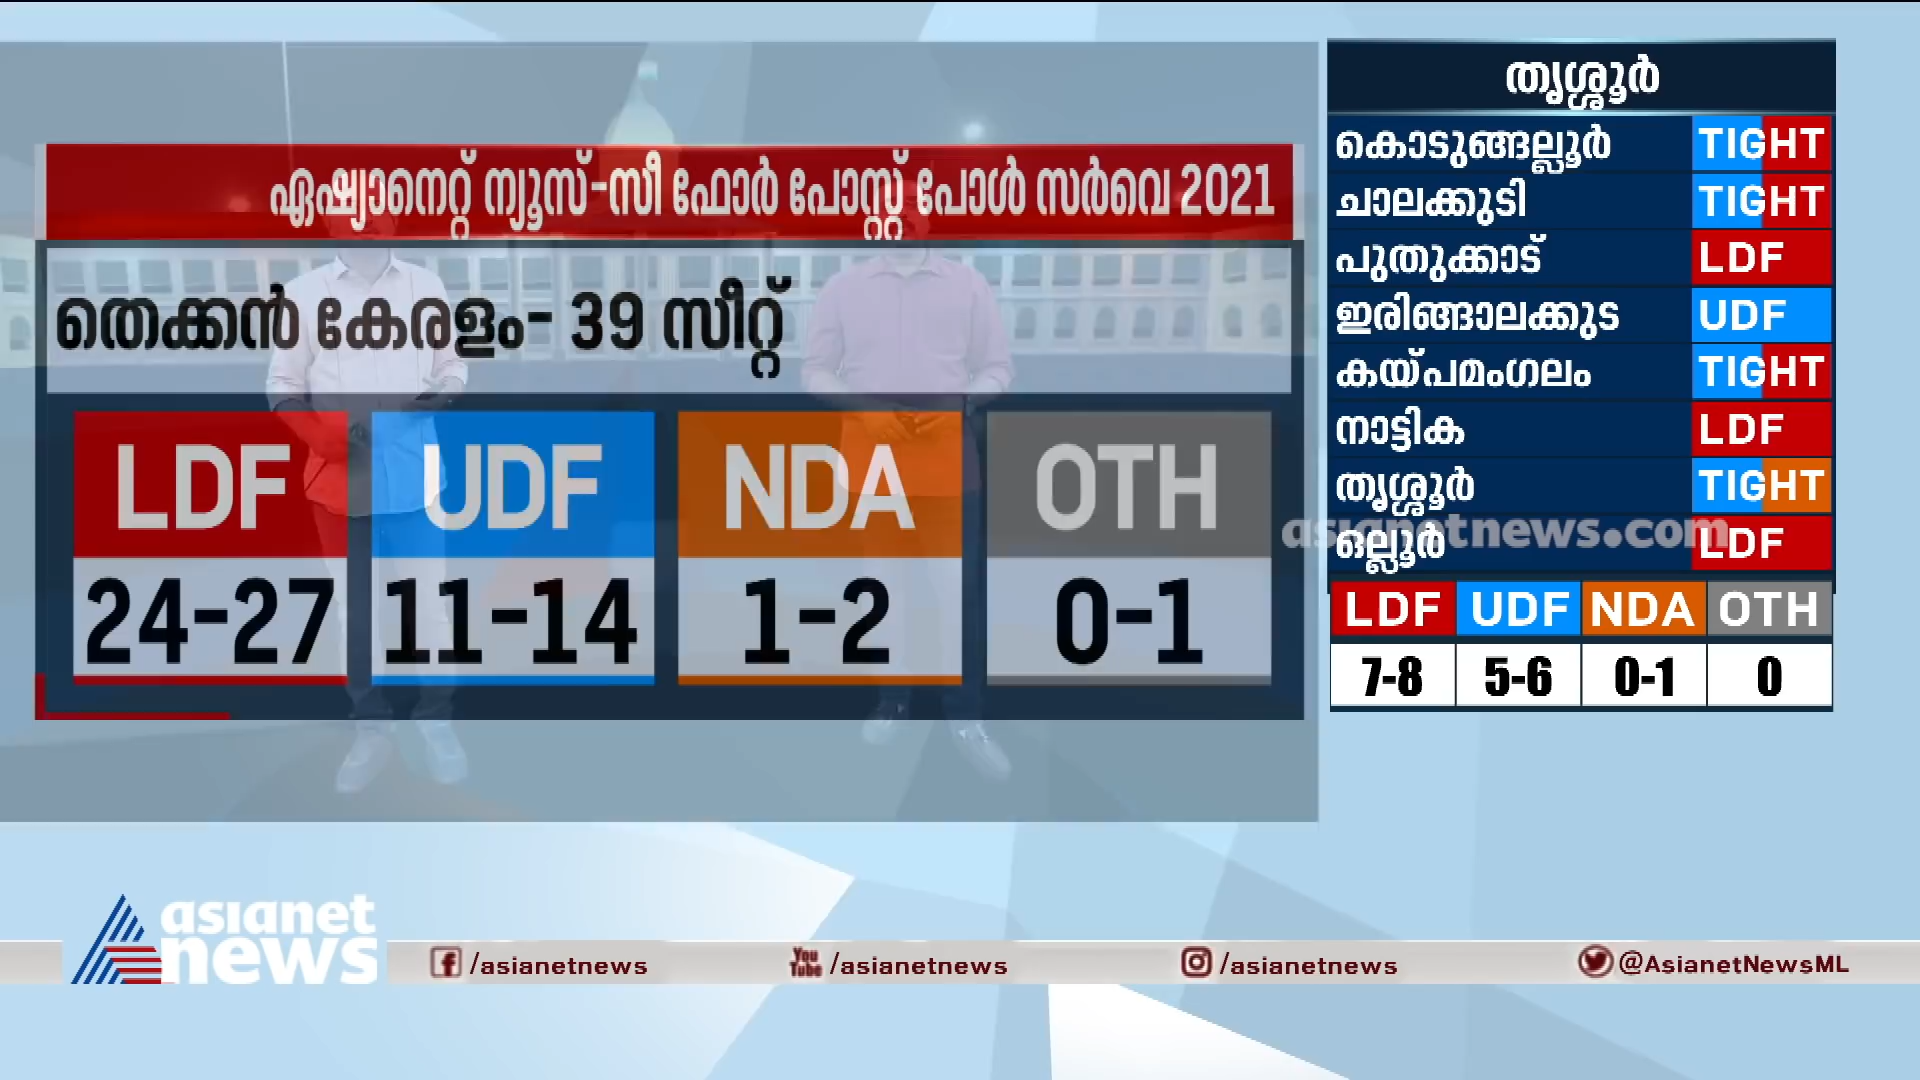 ഏഷ്യാനെറ്റ് ന്യൂസ്-സീ ഫോർ പോസ്റ്റ് പോൾ സർവെ 2021
തെക്കൻ കേരളം- 39 സീറ്റ്
LDF UDF NDA OTH
24-27 11-14 1-2 0-1
തൃശ്ശൂർ
കൊടുങ്ങല്ലൂർ TIGHT
ചാലക്കുടി TIGHT
പുതുക്കാട് LDF
ഇരിങ്ങാലക്കുട UDF
കയ്പമംഗലം TIGHT
നാട്ടിക LDF
തൃശ്ശൂർ TIGHT
asianetnews.com
ഒല്ലൂർ LDF
LDF UDF NDA OTH
7-8 5-6 0-1 0
asianet
news
/asianetnews You Tube /asianetnews /asianetnews @AsianetNewsML